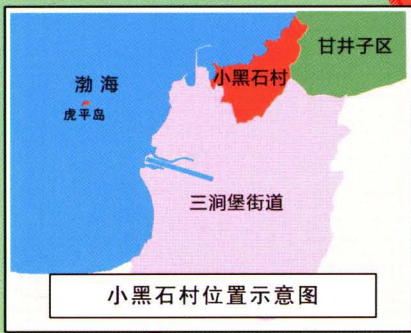 甘井子区
渤海
小黑石村
虎平岛
三涧堡街道
小黑石村位置示意图